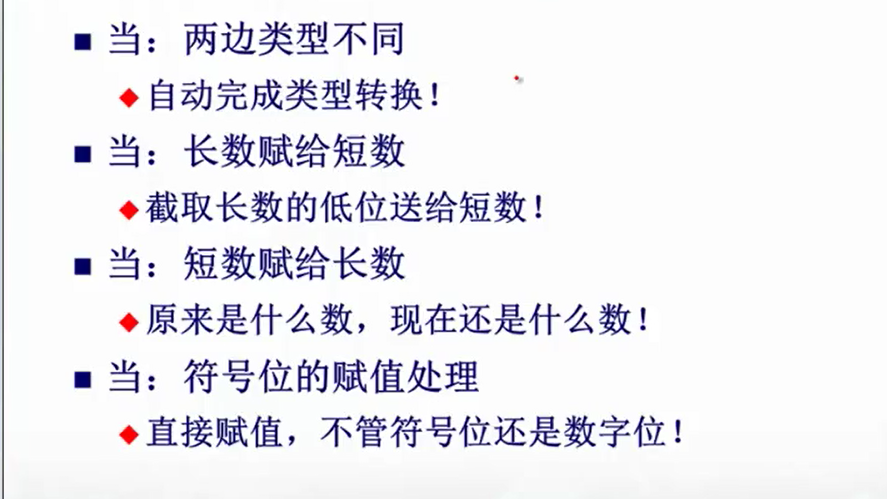 当：两边类型不同
自动完成类型转换！
当：长数赋给短数
截取长数的低位送给短数！
当：短数赋给长数
原来是什么数，现在还是什么数！
当：符号位的赋值处理
直接赋值，不管符号位还是数字位！